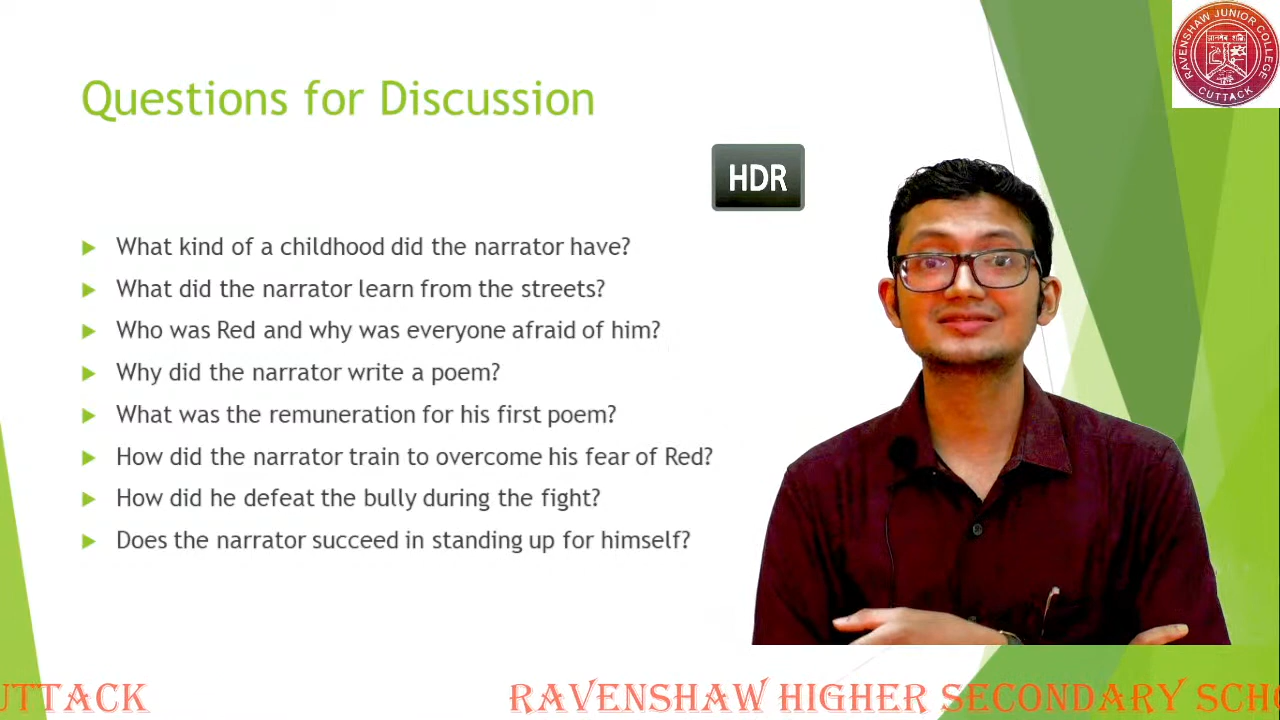 RAVENSHAW JUNIOR COLLEGE
CUTTACK
Questions for Discussion
HDR
What kind of a childhood did the narrator have?
What did the narrator learn from the streets?
Who was Red and why was everyone afraid of him?
Why did the narrator write a poem?
What was the remuneration for his first poem?
How did the narrator train to overcome his fear of Red?
How did he defeat the bully during the fight?
Does the narrator succeed in standing up for himself?
UTTACK RAVENSHAW HIGHER SECONDARY SCHO